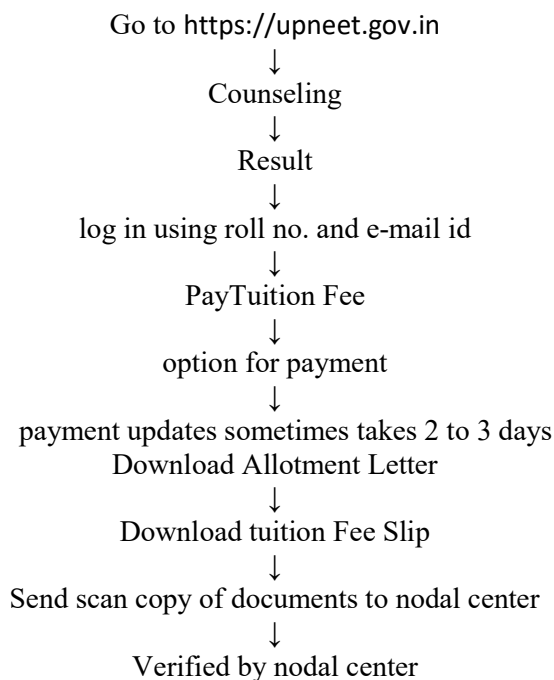 Go to https://upneet.gov.in
↓
Counseling
↓
Result
↓
log in using roll no. and e-mail id
↓
PayTuition Fee
↓
option for payment
↓
payment updates sometimes takes 2 to 3 days
Download Allotment Letter
↓
Download tuition Fee Slip
↓
Send scan copy of documents to nodal center
↓
Verified by nodal center